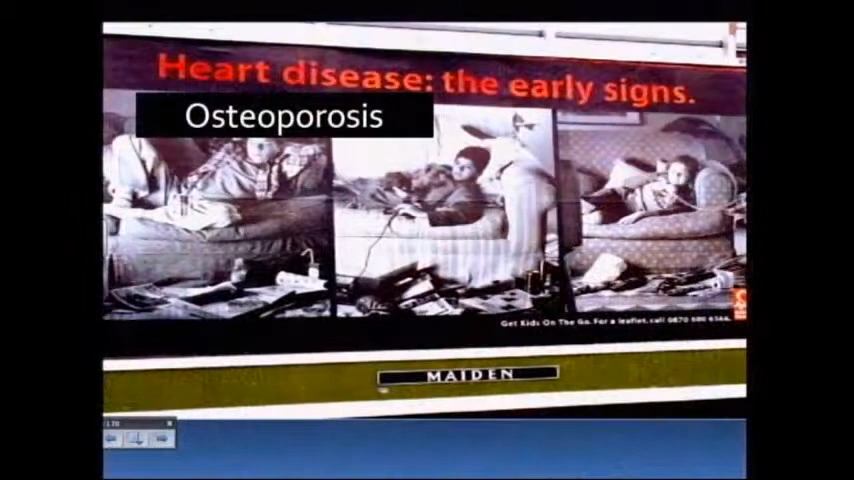 Heart disease: the early signs.
Osteoporosis
Get Kids On The Go. For a leaflet, call 0870 600 6566.
MAIDEN